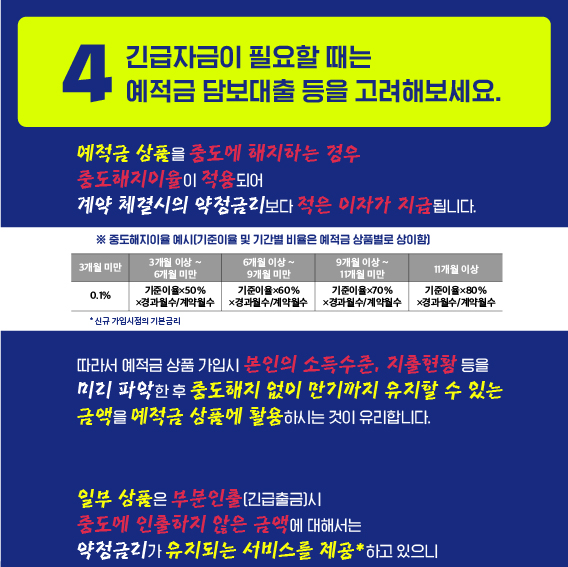 4
긴급자금이 필요할 때는
예적금 담보대출 등을 고려해보세요.
예적금 상품을 중도에 해지하는 경우
중도해지이율이 적용되어
계약 체결시의 약정금리보다 적은 이자가 지급됩니다.
※ 중도해지이율 예시(기준이율 및 기간별 비율은 예적금 상품별로 상이함)
3개월 미만 3개월 이상 ~ 6개월 미만 6개월 이상 ~ 9개월 미만 9개월 이상 ~ 11개월 미만 11개월 이상
0.1% 기준이율×50% ×경과월수/계약월수 기준이율×60% ×경과월수/계약월수 기준이율×70% ×경과월수/계약월수 기준이율×80% ×경과월수/계약월수
* 신규 가입시점의 기본금리
따라서 예적금 상품 가입시 본인의 소득수준, 지출현황 등을
미리 파악한 후 중도해지 없이 만기까지 유지할 수 있는
금액을 예적금 상품에 활용하시는 것이 유리합니다.
일부 상품은 부분인출(긴급출금)시
중도에 인출하지 않은 금액에 대해서는
약정금리가 유지되는 서비스를 제공*하고 있으니